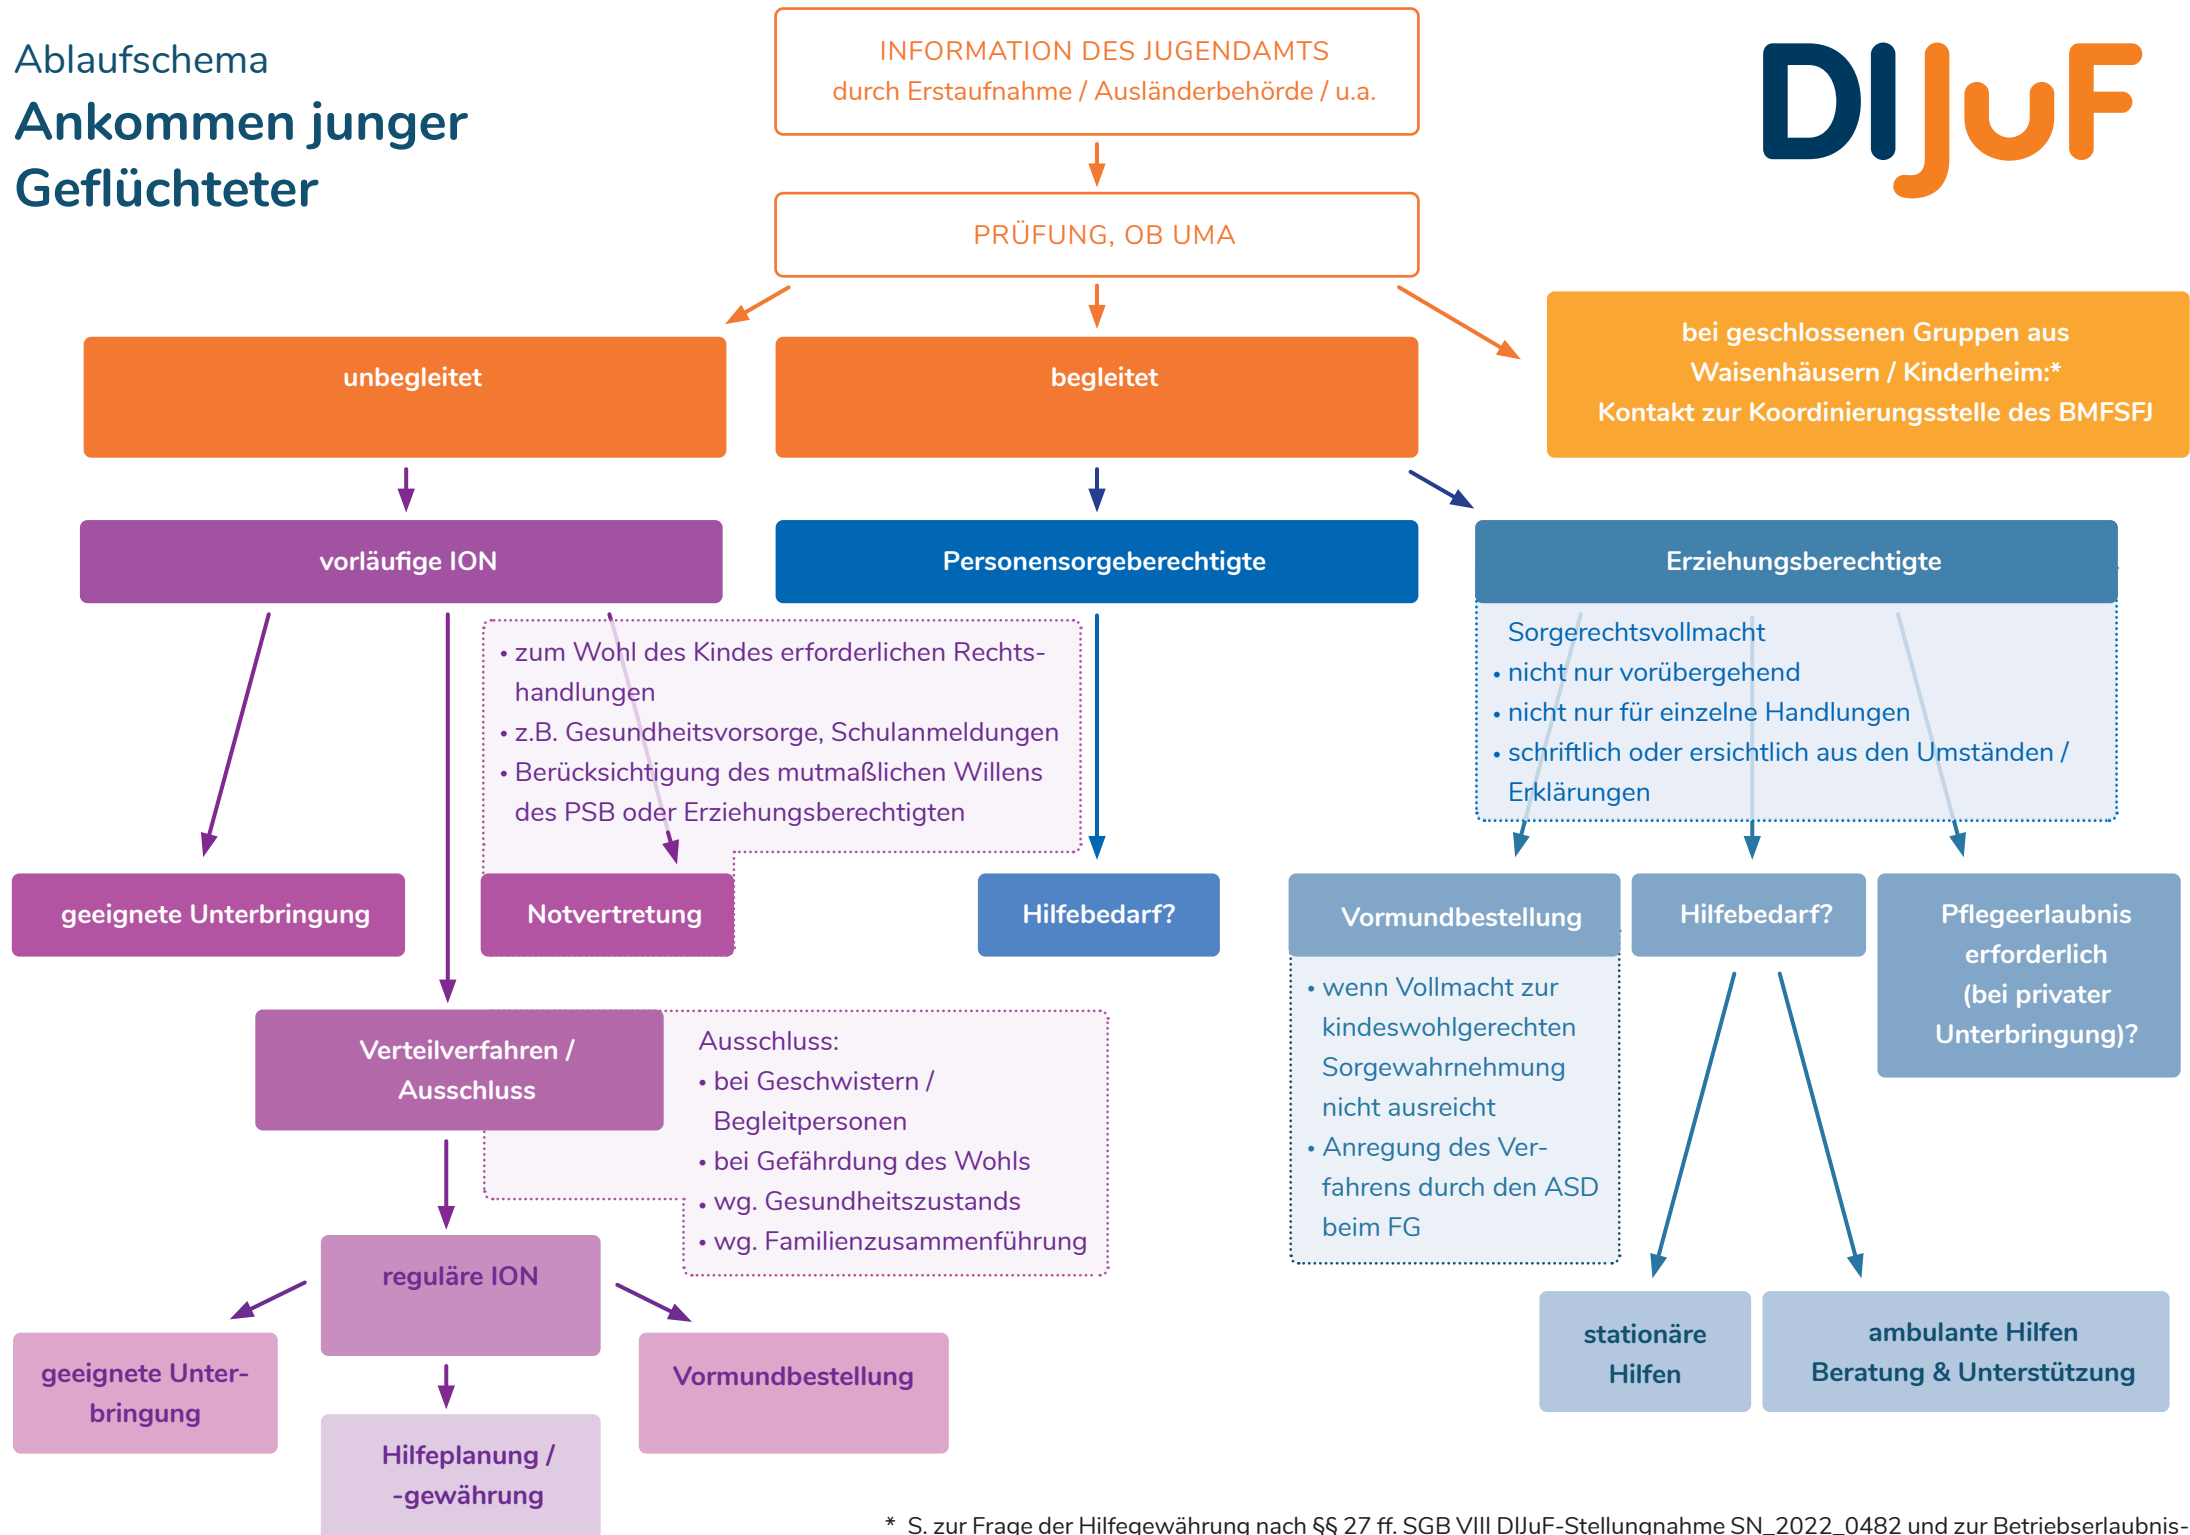 Ablaufschema
Ankommen junger
Geflüchteter
INFORMATION DES JUGENDAMTS
durch Erstaufnahme / Ausländerbehörde / u.a.
DIJuF
PRÜFUNG, OB UMA
unbegleitet
begleitet
bei geschlossenen Gruppen aus
Waisenhäusern / Kinderheim:*
Kontakt zur Koordinierungsstelle des BMFSFJ
vorläufige ION
Personensorgeberechtigte
Erziehungsberechtigte
• zum Wohl des Kindes erforderlichen Rechts-
handlungen
• z.B. Gesundheitsvorsorge, Schulanmeldungen
• Berücksichtigung des mutmaßlichen Willens
des PSB oder Erziehungsberechtigten
Sorgerechtsvollmacht
• nicht nur vorübergehend
• nicht nur für einzelne Handlungen
• schriftlich oder ersichtlich aus den Umständen /
Erklärungen
geeignete Unterbringung
Notvertretung
Hilfebedarf?
Vormundbestellung
Hilfebedarf?
Pflegeerlaubnis
erforderlich
(bei privater
Unterbringung)?
• wenn Vollmacht zur
kindeswohlgerechten
Sorgewahrnehmung
nicht ausreicht
• Anregung des Ver-
fahrens durch den ASD
beim FG
Verteilverfahren /
Ausschluss
Ausschluss:
• bei Geschwistern /
Begleitpersonen
• bei Gefährdung des Wohls
• wg. Gesundheitszustands
• wg. Familienzusammenführung
reguläre ION
geeignete Unter-
bringung
Vormundbestellung
stationäre
Hilfen
ambulante Hilfen
Beratung & Unterstützung
Hilfeplanung /
-gewährung
* S. zur Frage der Hilfegewährung nach §§ 27 ff. SGB VIII DIJuF-Stellungnahme SN_2022_0482 und zur Betriebserlaubnis-